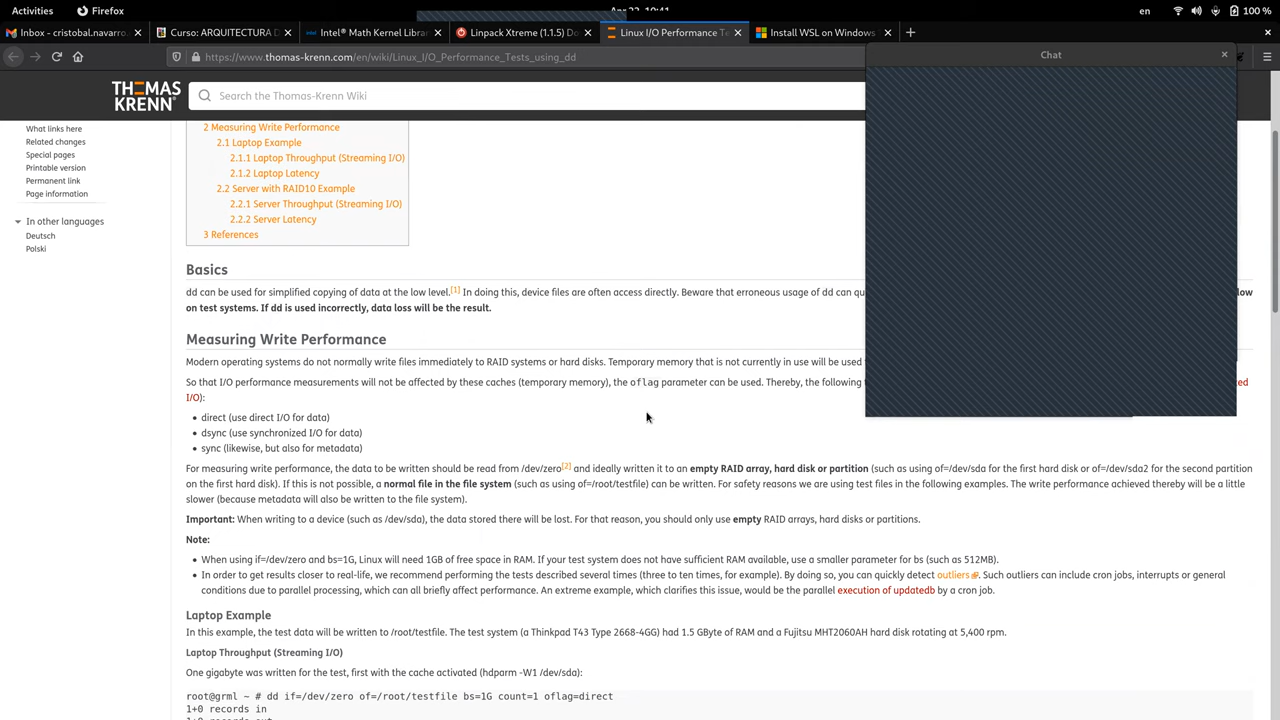 Activities
Firefox
Apr 22, 10:41
en
100 %
Inbox - cristobal.navarro.
Curso: ARQUITECTURA D
Intel® Math Kernel Librar
Linpack Xtreme (1.1.5) Do
Linux I/O Performance Te
Install WSL on Windows
https://www.thomas-krenn.com/en/wiki/Linux_I/O_Performance_Tests_using_dd
Chat
THOMAS
KRENN
Search the Thomas-Krenn Wiki
What links here
Related changes
Special pages
Printable version
Permanent link
Page information
In other languages
Deutsch
Polski
2 Measuring Write Performance
2.1 Laptop Example
2.1.1 Laptop Throughput (Streaming I/O)
2.1.2 Laptop Latency
2.2 Server with RAID10 Example
2.2.1 Server Throughput (Streaming I/O)
2.2.2 Server Latency
3 References
Basics
dd can be used for simplified copying of data at the low level.[1] In doing this, device files are often access directly. Beware that erroneous usage of dd can qu
low
on test systems. If dd is used incorrectly, data loss will be the result.
Measuring Write Performance
Modern operating systems do not normally write files immediately to RAID systems or hard disks. Temporary memory that is not currently in use will be used
So that I/O performance measurements will not be affected by these caches (temporary memory), the oflag parameter can be used. Thereby, the following
ed
I/O):
• direct (use direct I/O for data)
• dsync (use synchronized I/O for data)
• sync (likewise, but also for metadata)
For measuring write performance, the data to be written should be read from /dev/zero[2] and ideally written it to an empty RAID array, hard disk or partition (such as using of=/dev/sda for the first hard disk or of=/dev/sda2 for the second partition
on the first hard disk). If this is not possible, a normal file in the file system (such as using of=/root/testfile) can be written. For safety reasons we are using test files in the following examples. The write performance achieved thereby will be a little
slower (because metadata will also be written to the file system).
Important: When writing to a device (such as /dev/sda), the data stored there will be lost. For that reason, you should only use empty RAID arrays, hard disks or partitions.
Note:
• When using if=/dev/zero and bs=1G, Linux will need 1GB of free space in RAM. If your test system does not have sufficient RAM available, use a smaller parameter for bs (such as 512MB).
• In order to get results closer to real-life, we recommend performing the tests described several times (three to ten times, for example). By doing so, you can quickly detect outliers. Such outliers can include cron jobs, interrupts or general
conditions due to parallel processing, which can all briefly affect performance. An extreme example, which clarifies this issue, would be the parallel execution of updatedb by a cron job.
Laptop Example
In this example, the test data will be written to /root/testfile. The test system (a Thinkpad T43 Type 2668-4GG) had 1.5 GByte of RAM and a Fujitsu MHT2060AH hard disk rotating at 5,400 rpm.
Laptop Throughput (Streaming I/O)
One gigabyte was written for the test, first with the cache activated (hdparm -W1 /dev/sda):
root@grml ~ # dd if=/dev/zero of=/root/testfile bs=1G count=1 oflag=direct
1+0 records in
1+0 records out